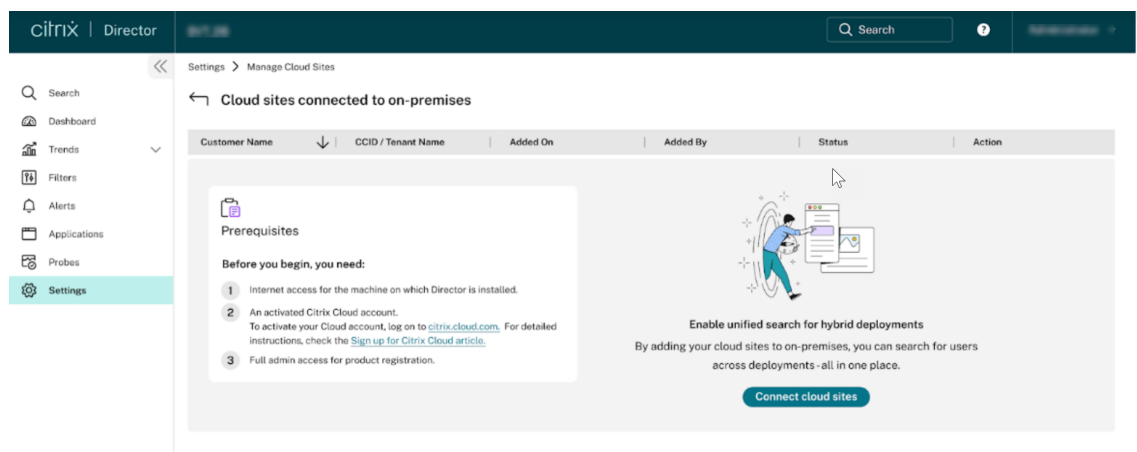 citrix | Director
Search
Settings > Manage Cloud Sites
Search
Dashboard
Trends
Filters
Alerts
Applications
Probes
Settings
Cloud sites connected to on-premises
Customer Name CCID / Tenant Name Added On Added By Status Action
Prerequisites
Before you begin, you need:
1 Internet access for the machine on which Director is installed.
2 An activated Citrix Cloud account.
To activate your Cloud account, log on to citrix.cloud.com. For detailed
instructions, check the Sign up for Citrix Cloud article.
3 Full admin access for product registration.
Enable unified search for hybrid deployments
By adding your cloud sites to on-premises, you can search for users
across deployments - all in one place.
Connect cloud sites